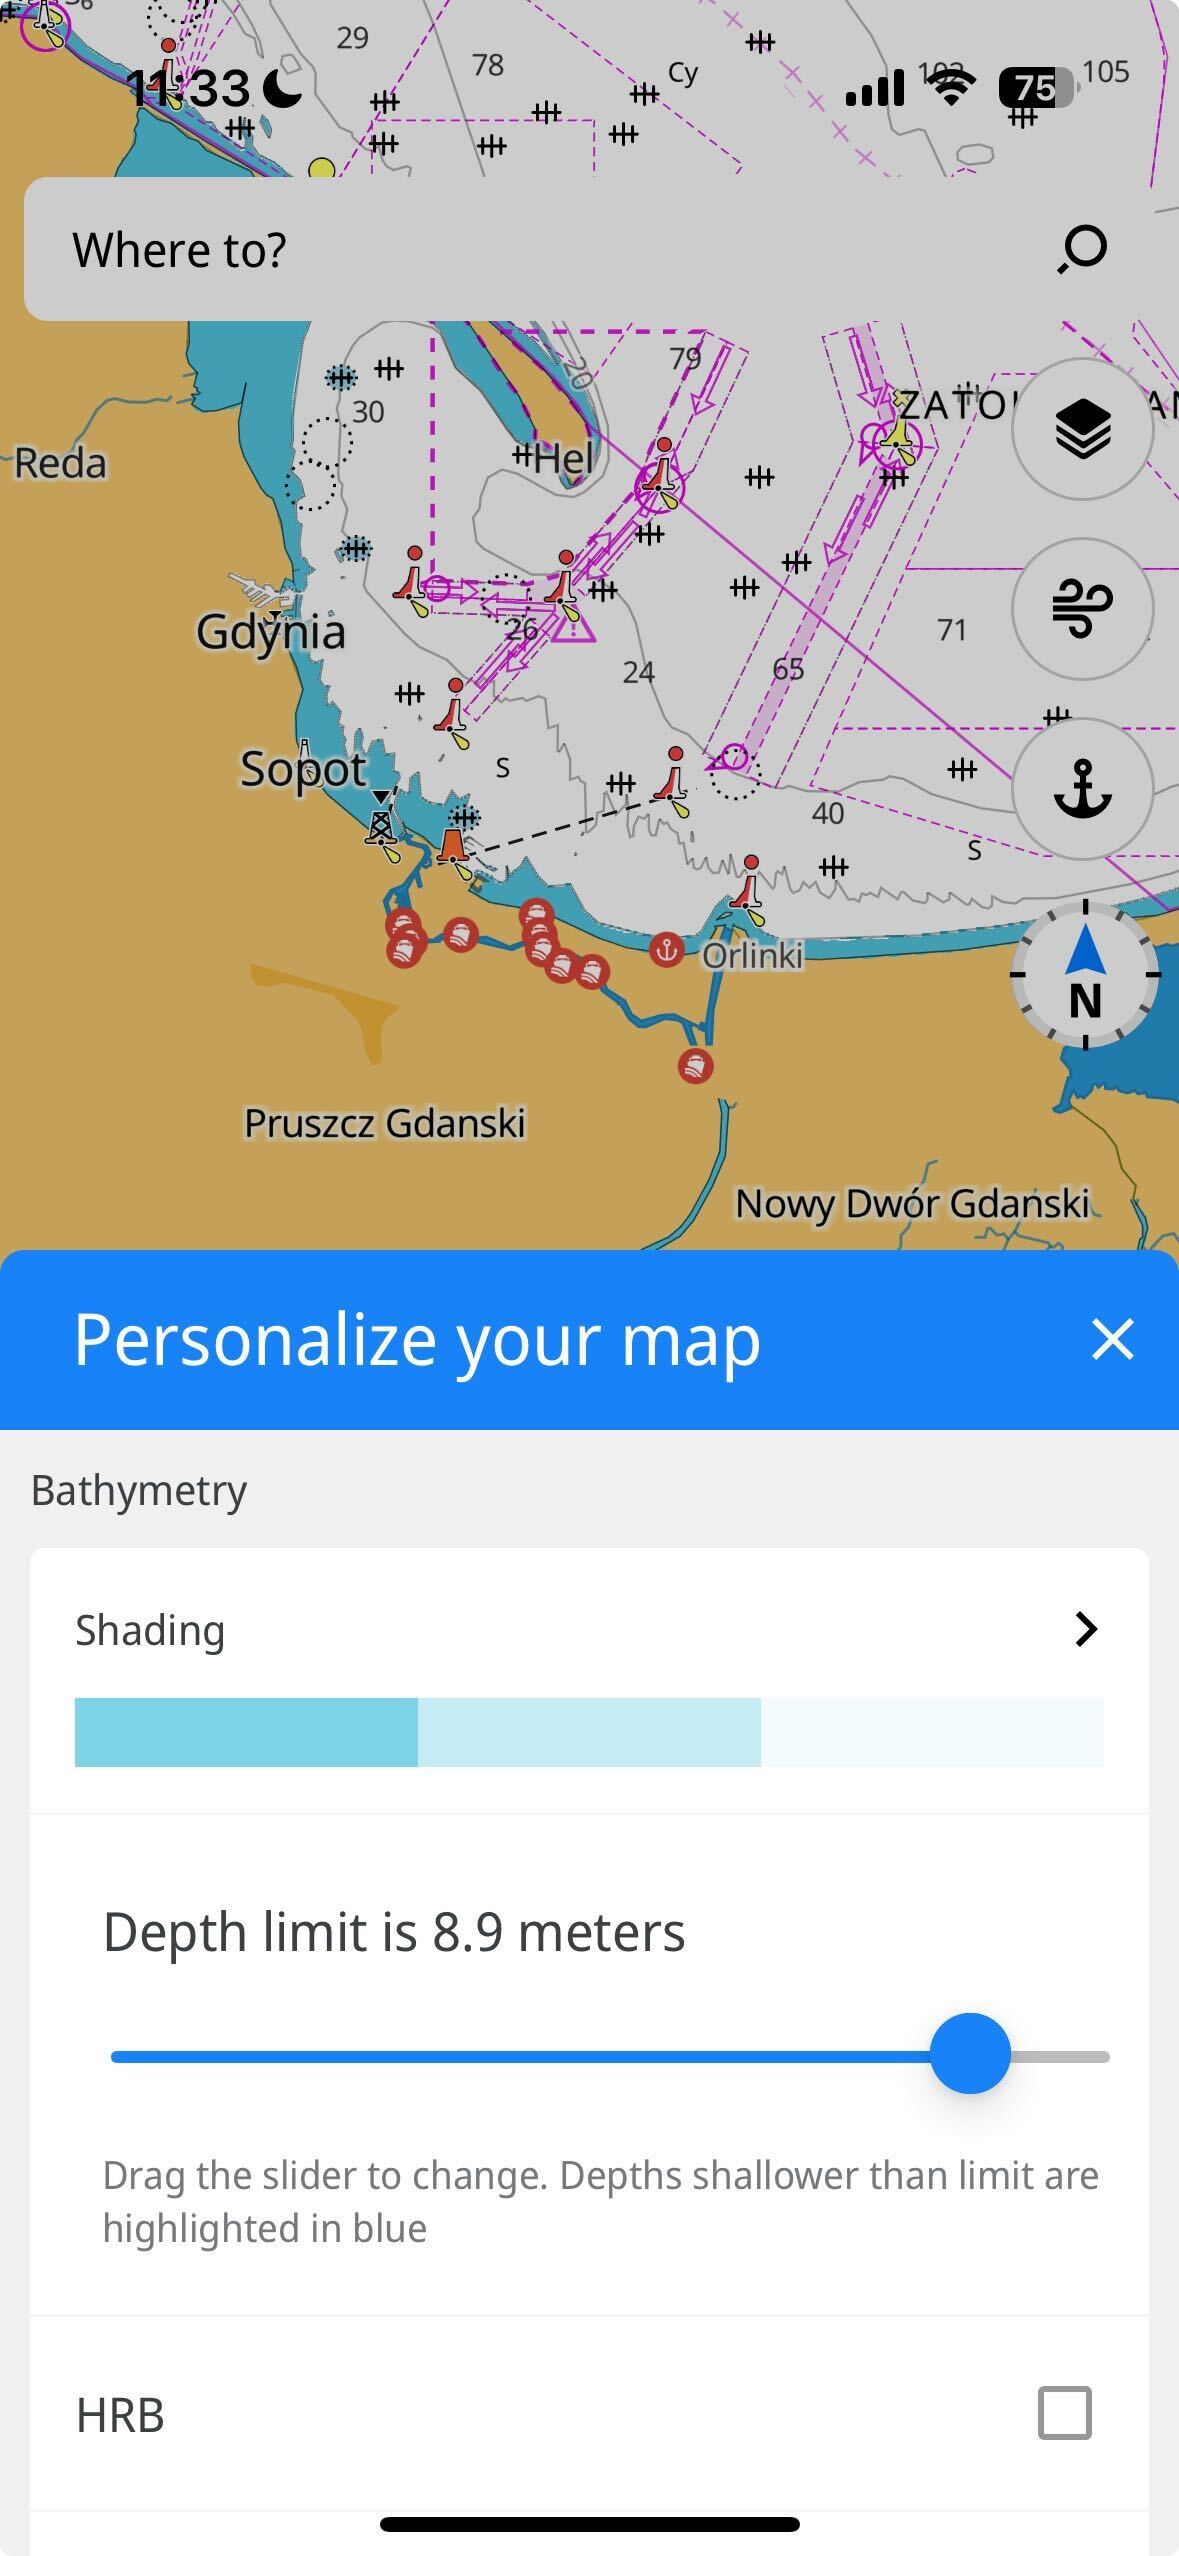 29
78
Cy
102
105
11:33
75
Where to?
79
20
ZATO
30
Reda
Hel
Gdynia
26
24
65
71
Sopot
S
40
S
Orlinki
N
Pruszcz Gdanski
Nowy Dwór Gdanski
Personalize your map
Bathymetry
Shading
Depth limit is 8.9 meters
Drag the slider to change. Depths shallower than limit are
highlighted in blue
HRB